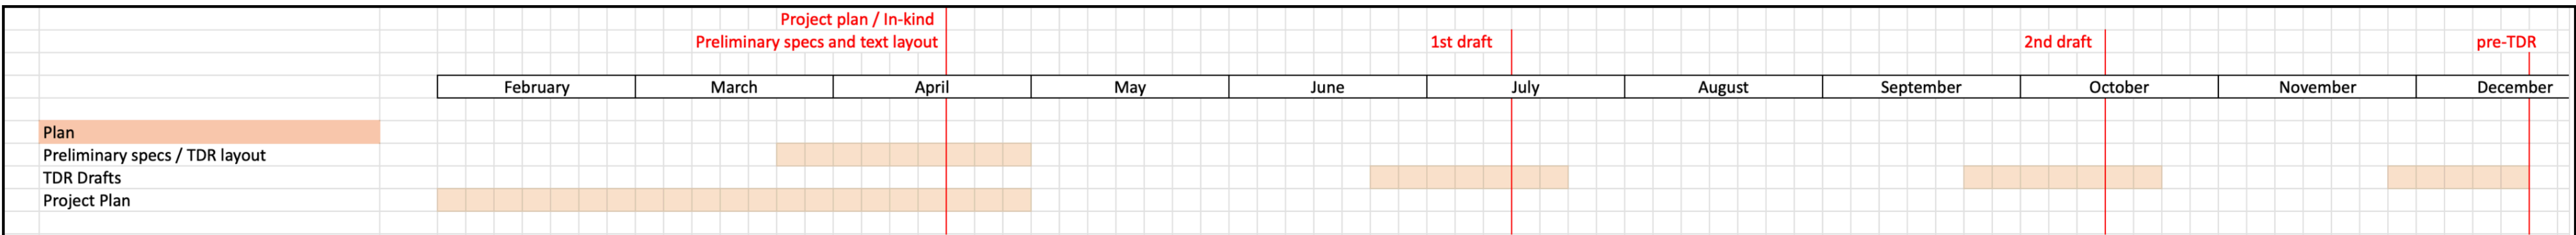 Project plan / In-kind
Preliminary specs and text layout
1st draft
2nd draft
pre-TDR
February March April May June July August September October November December
Plan
Preliminary specs / TDR layout
TDR Drafts
Project Plan